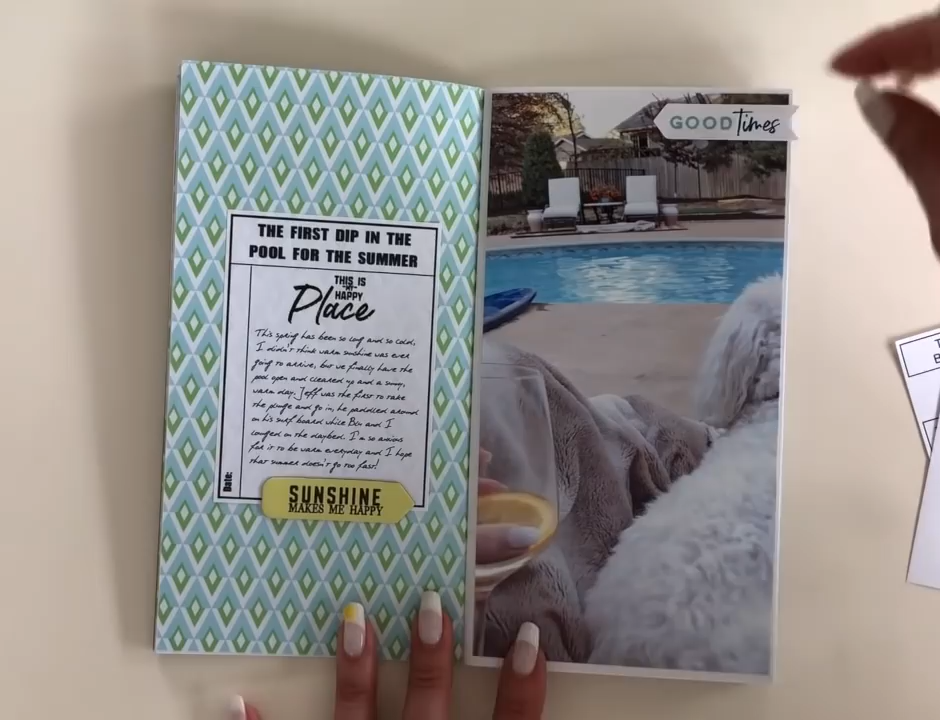 THE FIRST DIP IN THE
POOL FOR THE SUMMER
THIS IS
MY
HAPPY
Place
This spring has been so long and so cold,
I didn't think warm sunshine was ever
going to arrive, but we finally have the
pool open and cleaned up and a sunny,
warm day. Jeff was the first to take
the plunge and go in, he paddled around
on his surf board while Ben and I
lounged on the daybed. I'm so anxious
for it to be warm everyday and I hope
that summer doesn't go too fast!
Date:
SUNSHINE
MAKES ME HAPPY
GOOD times